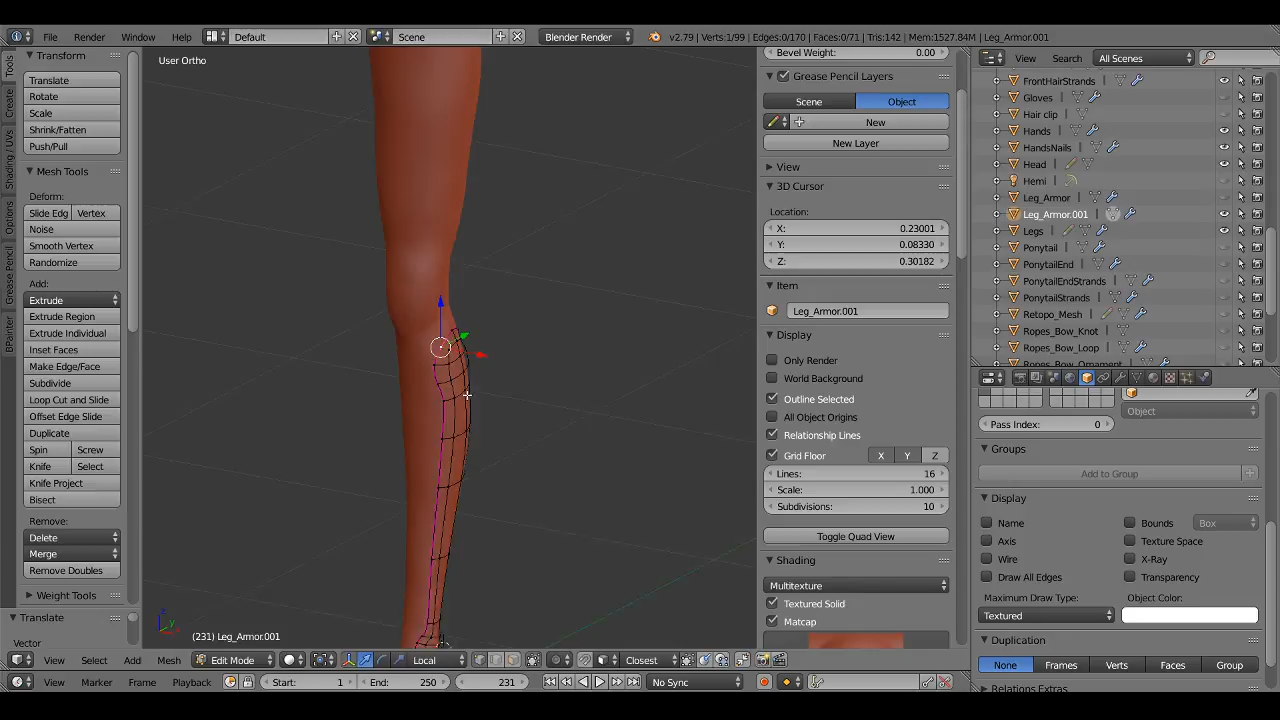 File Render Window Help Default Scene Blender Render v2.79 | Verts:1/99 | Edges:0/170 | Faces:0/71 | Tris:142 | Mem:1527.84M | Leg_Armor.001
Tools
Create
Shading / UVs
Options
Grease Pencil
BPainter
Transform
Translate
Rotate
Scale
Shrink/Fatten
Push/Pull
Mesh Tools
Deform:
Slide Edg Vertex
Noise
Smooth Vertex
Randomize
Add:
Extrude
Extrude Region
Extrude Individual
Inset Faces
Make Edge/Face
Subdivide
Loop Cut and Slide
Offset Edge Slide
Duplicate
Spin Screw
Knife Select
Knife Project
Bisect
Remove:
Delete
Merge
Remove Doubles
Weight Tools
Translate
Vector
User Ortho
(231) Leg_Armor.001
Bevel Weight: 0.00
Grease Pencil Layers
Scene Object
New
New Layer
View
3D Cursor
Location:
X: 0.23001
Y: 0.08330
Z: 0.30182
Item
Leg_Armor.001
Display
Only Render
World Background
Outline Selected
All Object Origins
Relationship Lines
Grid Floor X Y Z
Lines: 16
Scale: 1.000
Subdivisions: 10
Toggle Quad View
Shading
Multitexture
Textured Solid
Matcap
View Search All Scenes
FrontHairStrands
Gloves
Hair clip
Hands
HandsNails
Head
Hemi
Leg_Armor
Leg_Armor.001
Legs
Ponytail
PonytailEnd
PonytailEndStrands
PonytailStrands
Retopo_Mesh
Ropes_Bow_Knot
Ropes_Bow_Loop
Ropes_Bow_Ornament
Object
Pass Index: 0
Groups
Add to Group
Display
Name Bounds Box
Axis Texture Space
Wire X-Ray
Draw All Edges Transparency
Maximum Draw Type: Object Color:
Textured
Duplication
None Frames Verts Faces Group
Relations Extras
View Select Add Mesh Edit Mode Local Closest
View Marker Frame Playback Start: 1 End: 250 231 No Sync